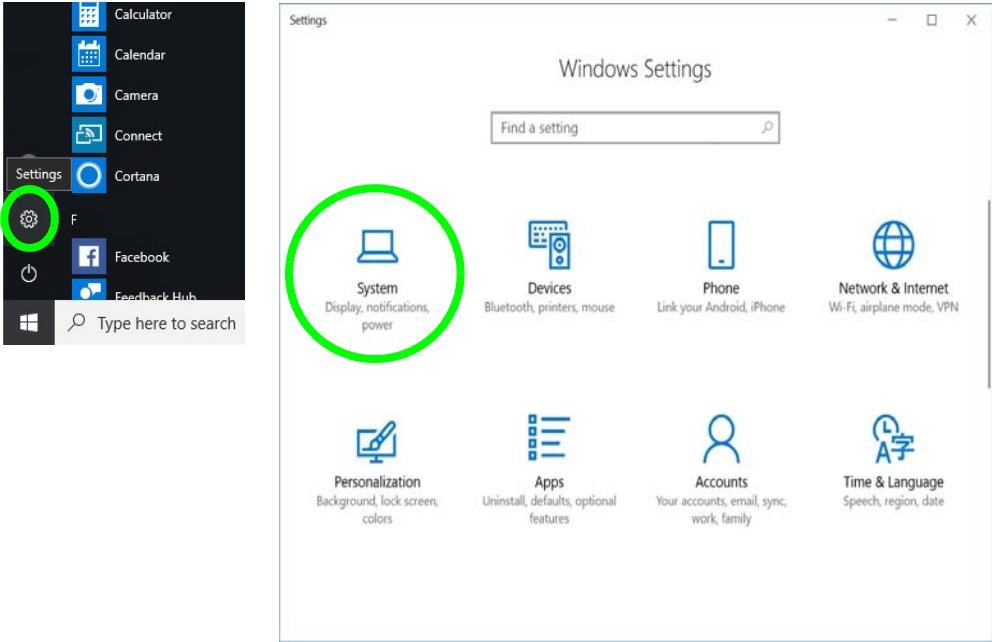 Calculator
Calendar
Camera
Connect
Settings
Cortana
F
Facebook
Feedback Hub
Type here to search
Settings
Windows Settings
Find a setting
System
Display, notifications,
power
Devices
Bluetooth, printers, mouse
Phone
Link your Android, iPhone
Network & Internet
Wi-Fi, airplane mode, VPN
Personalization
Background, lock screen,
colors
Apps
Uninstall, defaults, optional
features
Accounts
Your accounts, email, sync,
work, family
Time & Language
Speech, region, date